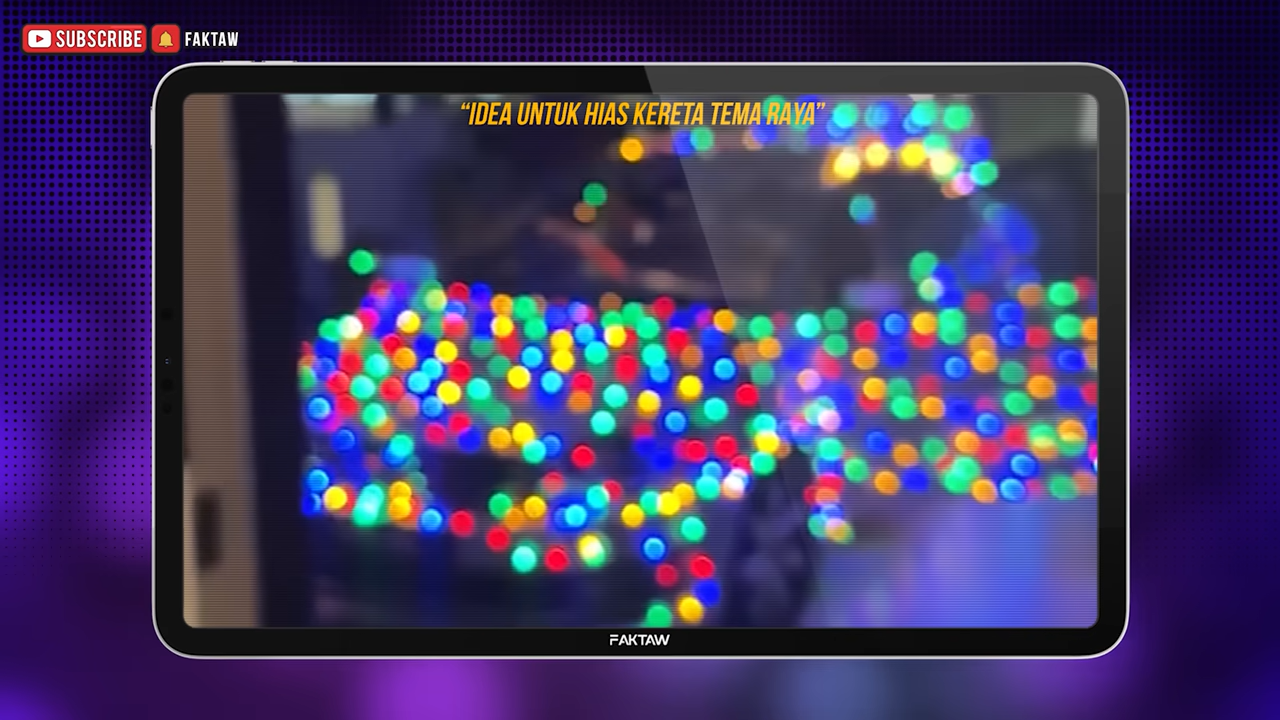 SUBSCRIBE FAKTAW
“IDEA UNTUK HIAS KERETA TEMA RAYA”
FAKTAW